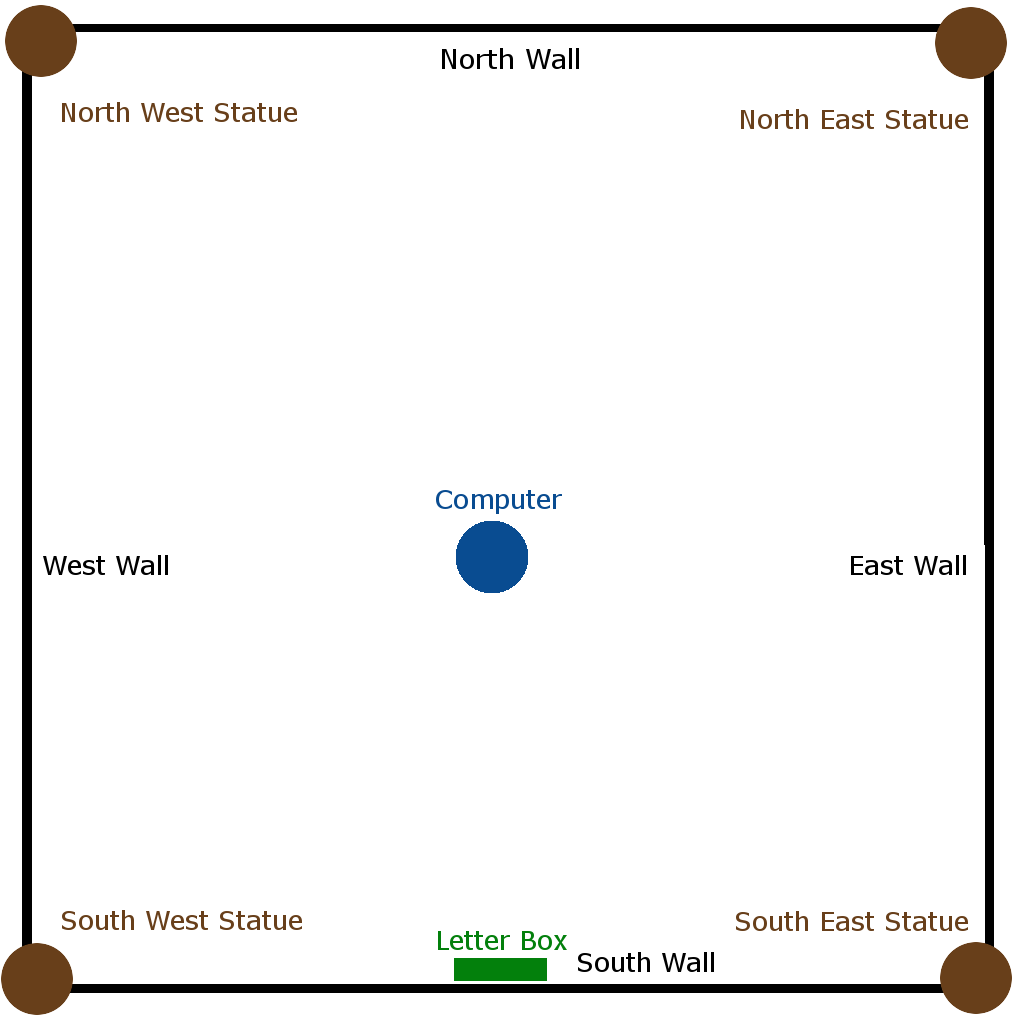 North Wall
North West Statue
North East Statue
Computer
West Wall
East Wall
South West Statue
South East Statue
Letter Box
South Wall